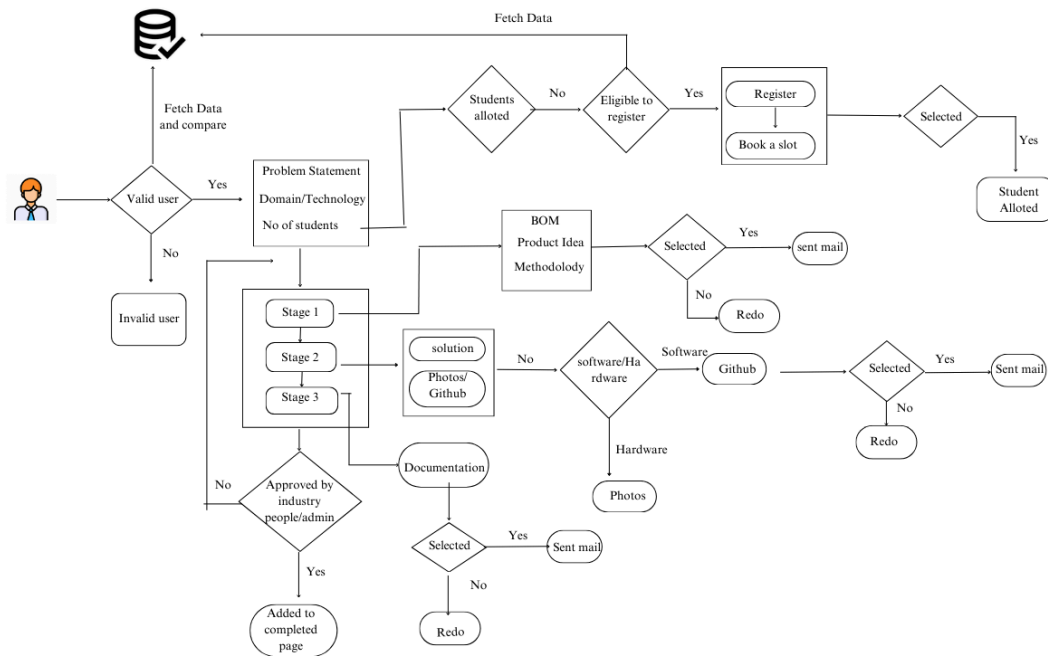 Fetch Data
Fetch Data
and compare
Students
alloted
No
Eligible to
register
Yes
Register
Book a slot
Selected
Yes
Student
Alloted
Valid user
Yes
No
Invalid user
Problem Statement
Domain/Technology
No of students
BOM
Product Idea
Methodolody
Selected
Yes
sent mail
No
Redo
Stage 1
Stage 2
Stage 3
solution
Photos/
Github
No
software/Ha
rdware
Software
Github
Selected
Yes
Sent mail
No
Redo
Hardware
Photos
Approved by
industry
people/admin
No
Yes
Added to
completed
page
Documentation
Selected
Yes
Sent mail
No
Redo